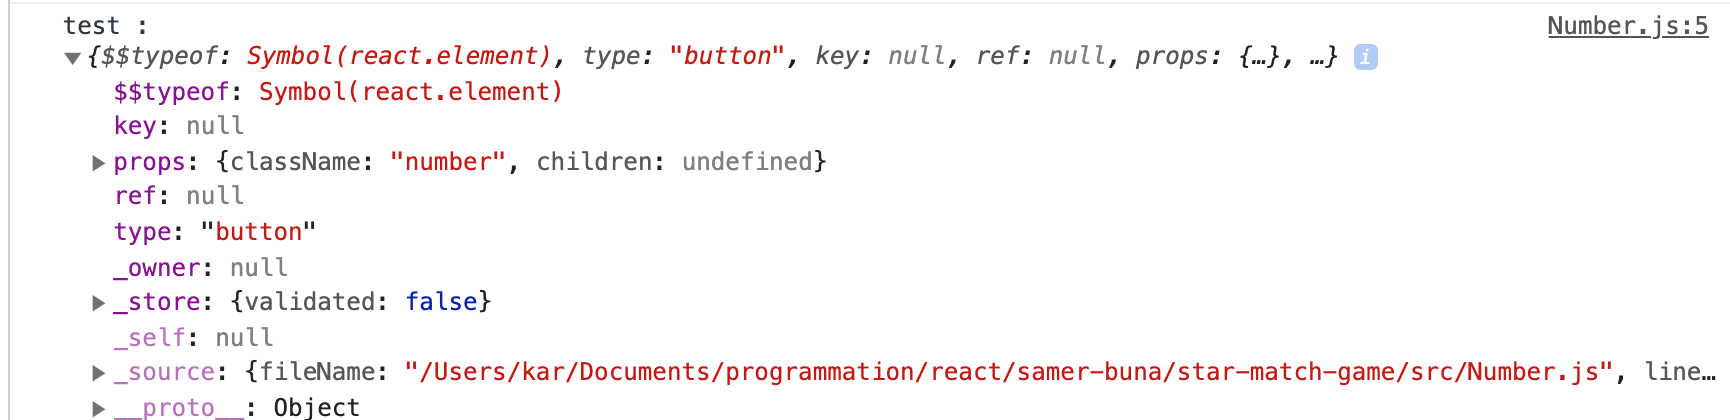 test : Number.js:5
▼{$$typeof: Symbol(react.element), type: "button", key: null, ref: null, props: {…}, …} i
$$typeof: Symbol(react.element)
key: null
▶props: {className: "number", children: undefined}
ref: null
type: "button"
_owner: null
▶_store: {validated: false}
_self: null
▶_source: {fileName: "/Users/kar/Documents/programmation/react/samer-buna/star-match-game/src/Number.js", line…
▶__proto__: Object